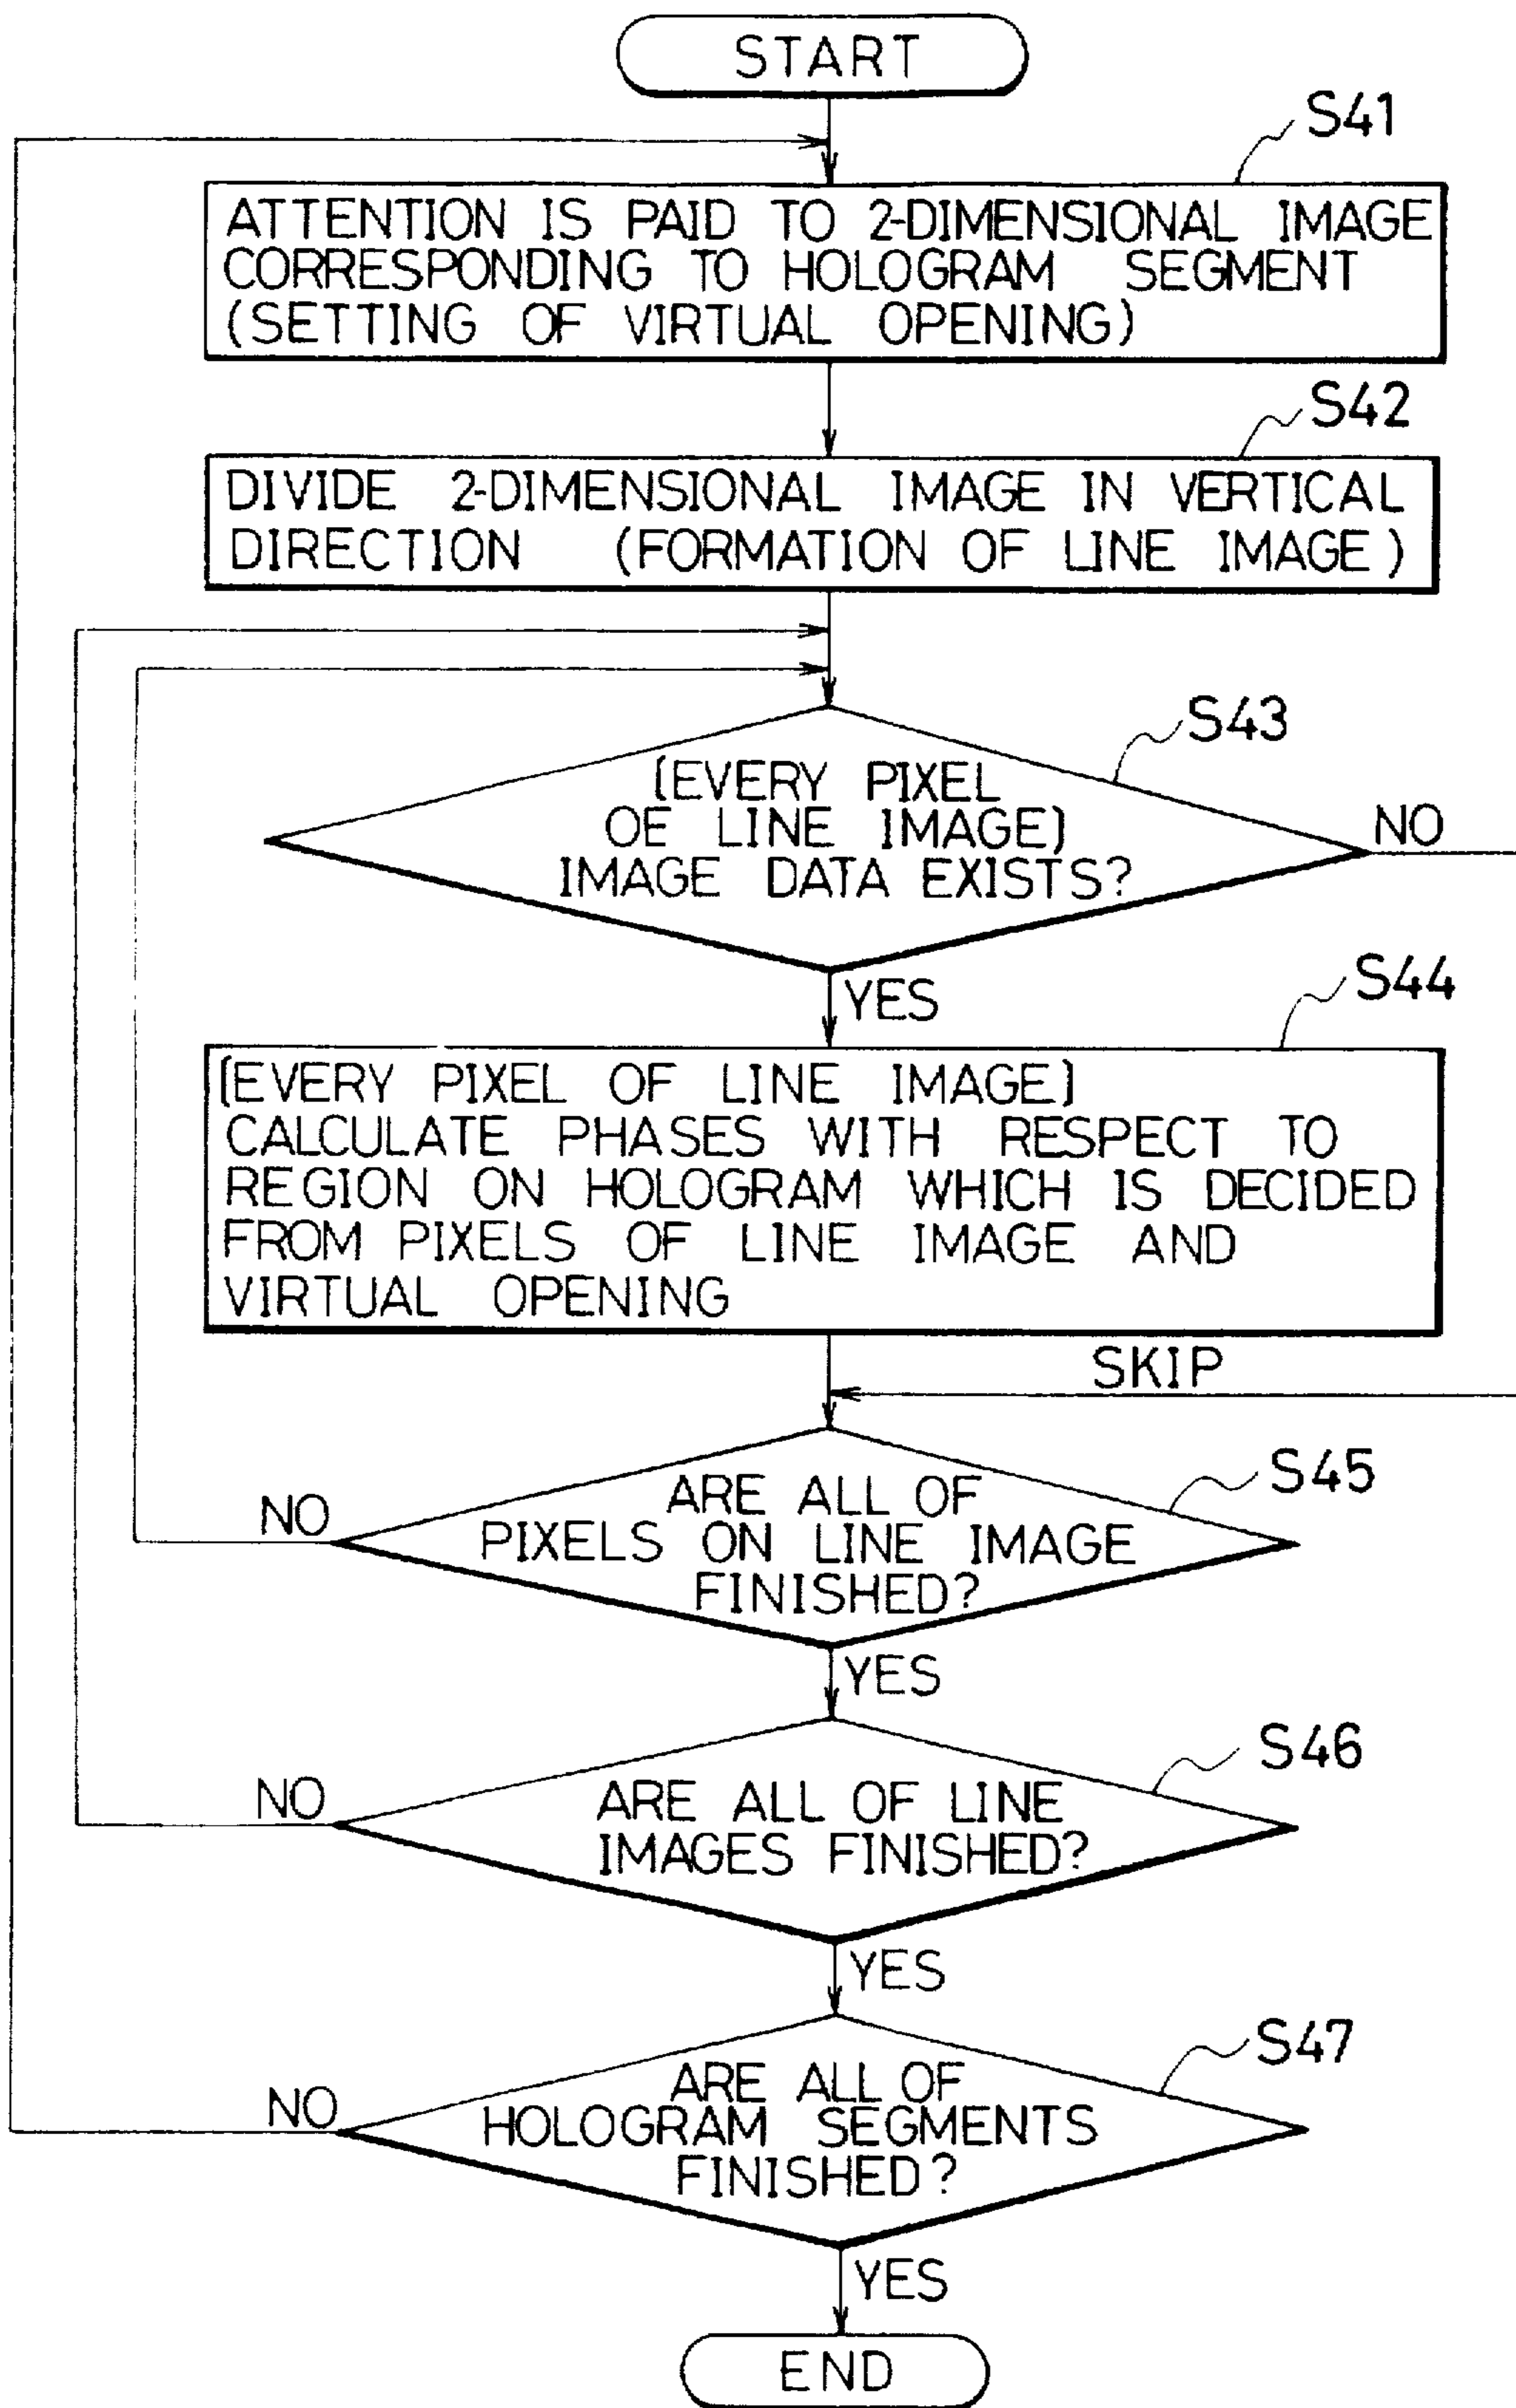 START
S41
ATTENTION IS PAID TO 2-DIMENSIONAL IMAGE
CORRESPONDING TO HOLOGRAM SEGMENT
(SETTING OF VIRTUAL OPENING)
S42
DIVIDE 2-DIMENSIONAL IMAGE IN VERTICAL
DIRECTION (FORMATION OF LINE IMAGE)
S43
[EVERY PIXEL
OE LINE IMAGE]
IMAGE DATA EXISTS?
NO
YES
S44
[EVERY PIXEL OF LINE IMAGE]
CALCULATE PHASES WITH RESPECT TO
REGION ON HOLOGRAM WHICH IS DECIDED
FROM PIXELS OF LINE IMAGE AND
VIRTUAL OPENING
SKIP
S45
ARE ALL OF
PIXELS ON LINE IMAGE
FINISHED?
NO
YES
S46
ARE ALL OF LINE
IMAGES FINISHED?
NO
YES
S47
ARE ALL OF
HOLOGRAM SEGMENTS
FINISHED?
NO
YES
END